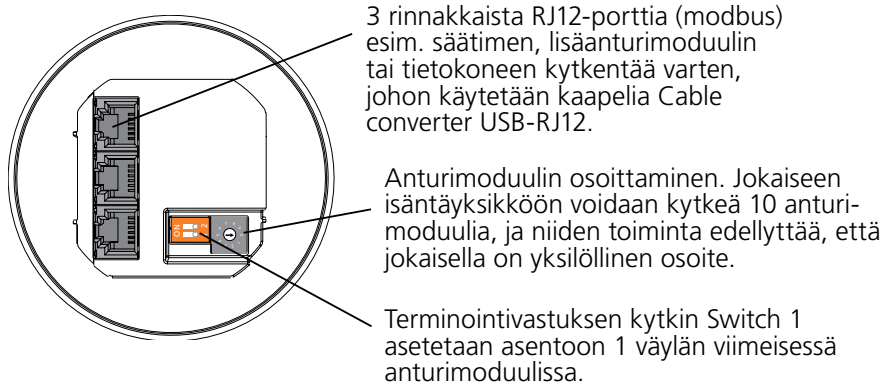 3 rinnakkaista RJ12-porttia (modbus)
esim. säätimen, lisäanturimoduulin
tai tietokoneen kytkentää varten,
johon käytetään kaapelia Cable
converter USB-RJ12.
Anturimoduulin osoittaminen. Jokaiseen
isäntäyksikköön voidaan kytkeä 10 anturi-
moduulia, ja niiden toiminta edellyttää, että
jokaisella on yksilöllinen osoite.
ON
2
Terminointivastuksen kytkin Switch 1
asetetaan asentoon 1 väylän viimeisessä
anturimoduulissa.